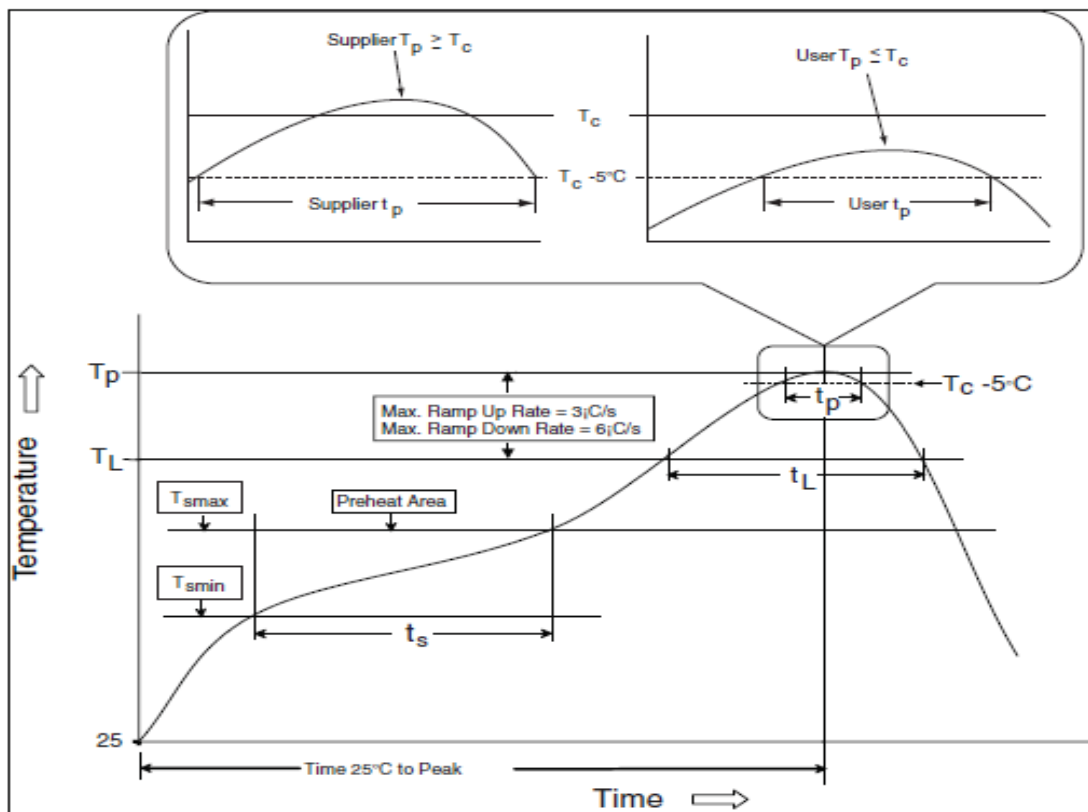 Supplier Tp ≥ Tc
User Tp ≤ Tc
Tc
Tc -5°C
Supplier tp
User tp
Tp
Tc -5°C
tp
Max. Ramp Up Rate = 3¡C/s
Max. Ramp Down Rate = 6¡C/s
TL
tL
Tsmax
Preheat Area
Tsmin
ts
Temperature
25
Time 25°C to Peak
Time